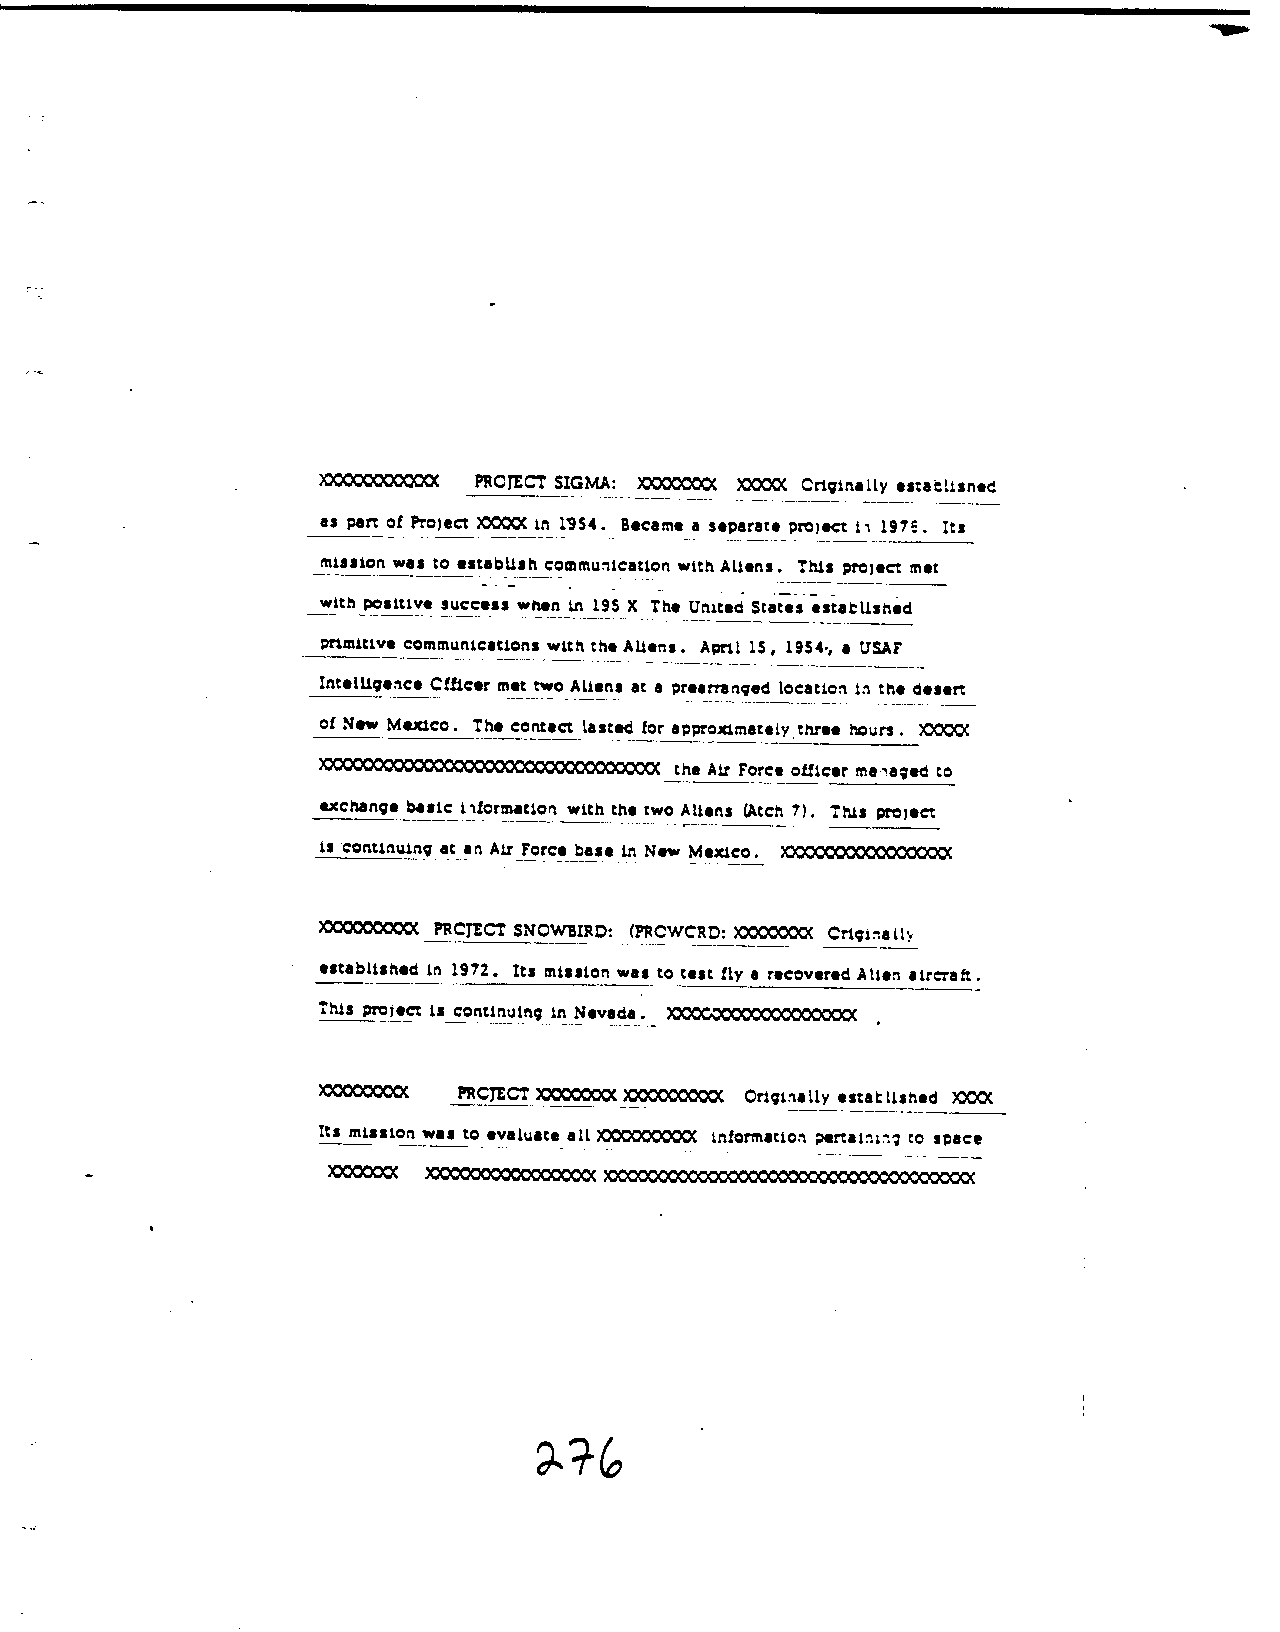 XXXXXXXXXXXX PROJECT SIGMA: XXXXXXXX XXXXX Originally established
as part of Project XXXXX in 1954. Became a separate project in 1976. Its
mission was to establish communication with Aliens. This project met
with positive success when in 195 X The United States established
primitive communications with the Aliens. April 15, 1954, a USAF
Intelligence Officer met two Aliens at a prearranged location in the desert
of New Mexico. The contact lasted for approximately three hours. XXXXX
XXXXXXXXXXXXXXXXXXXXXXXXXXXXXXXXXX the Air Force officer managed to
exchange basic information with the two Aliens (Atch 7). This project
is continuing at an Air Force base in New Mexico. XXXXXXXXXXXXXXXXX
XXXXXXXXXX PROJECT SNOWBIRD: (PROWORD: XXXXXXXX Originally
established in 1972. Its mission was to test fly a recovered Alien aircraft.
This project is continuing in Nevada. XXXXXXXXXXXXXXXXXXX
XXXXXXXXX PROJECT XXXXXXXX XXXXXXXXXX Originally established XXXX
Its mission was to evaluate all XXXXXXXXXX information pertaining to space
XXXXXXX XXXXXXXXXXXXXXXXX XXXXXXXXXXXXXXXXXXXXXXXXXXXXXXXXXXXXX
276